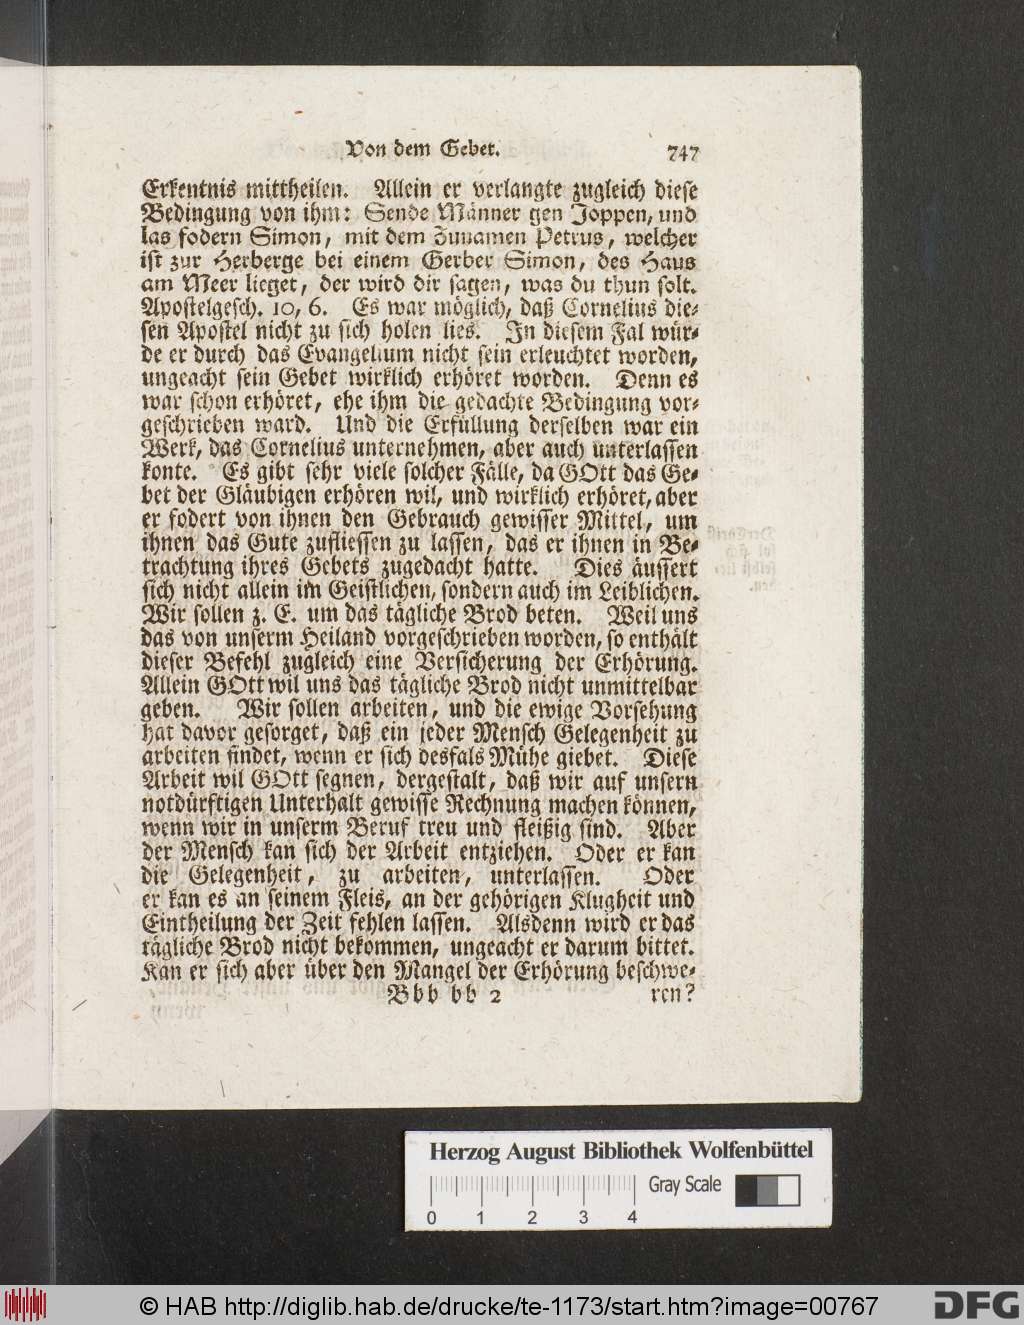 Von dem Gebet. 747
Erkentnis mittheilen. Allein er verlangte zugleich diese
Bedingung von ihm: Sende Männer gen Joppen, und
las fodern Simon, mit dem Zunamen Petrus, welcher
ist zur Herberge bei einem Gerber Simon, des Haus
am Meer lieget, der wird dir sagen, was du thun solt.
Apostelgesch. 10, 6. Es war möglich, daß Cornelius die-
sen Apostel nicht zu sich holen lies. In diesem Fal wür-
de er durch das Evangelium nicht sein erleuchtet worden,
ungeacht sein Gebet wirklich erhöret worden. Denn es
war schon erhöret, ehe ihm die gedachte Bedingung vor-
geschrieben ward. Und die Erfüllung derselben war ein
Werk, das Cornelius unternehmen, aber auch unterlassen
konte. Es gibt sehr viele solcher Fälle, da GOtt das Ge-
bet der Gläubigen erhören wil, und wirklich erhöret, aber
er fodert von ihnen den Gebrauch gewisser Mittel, um
ihnen das Gute zufliessen zu lassen, das er ihnen in Be-
trachtung ihres Gebets zugedacht hatte. Dies äussert
sich nicht allein im Geistlichen, sondern auch im Leiblichen.
Wir sollen z. E. um das tägliche Brod beten. Weil uns
das von unserm Heiland vorgeschrieben worden, so enthält
dieser Befehl zugleich eine Versicherung der Erhörung.
Allein GOtt wil uns das tägliche Brod nicht unmittelbar
geben. Wir sollen arbeiten, und die ewige Vorsehung
hat davor gesorget, daß ein jeder Mensch Gelegenheit zu
arbeiten findet, wenn er sich desfals Mühe giebet. Diese
Arbeit wil GOtt segnen, dergestalt, daß wir auf unsern
notdürftigen Unterhalt gewisse Rechnung machen können,
wenn wir in unserm Beruf treu und fleißig sind. Aber
der Mensch kan sich der Arbeit entziehen. Oder er kan
die Gelegenheit, zu arbeiten, unterlassen. Oder
er kan es an seinem Fleis, an der gehörigen Klugheit und
Eintheilung der Zeit fehlen lassen. Alsdenn wird er das
tägliche Brod nicht bekommen, ungeacht er darum bittet.
Kan er sich aber über den Mangel der Erhörung beschwe-
Bbb bb 2 ren?
Herzog August Bibliothek Wolfenbüttel
Gray Scale
0 1 2 3 4
© HAB http://diglib.hab.de/drucke/te-1173/start.htm?image=00767
DFG